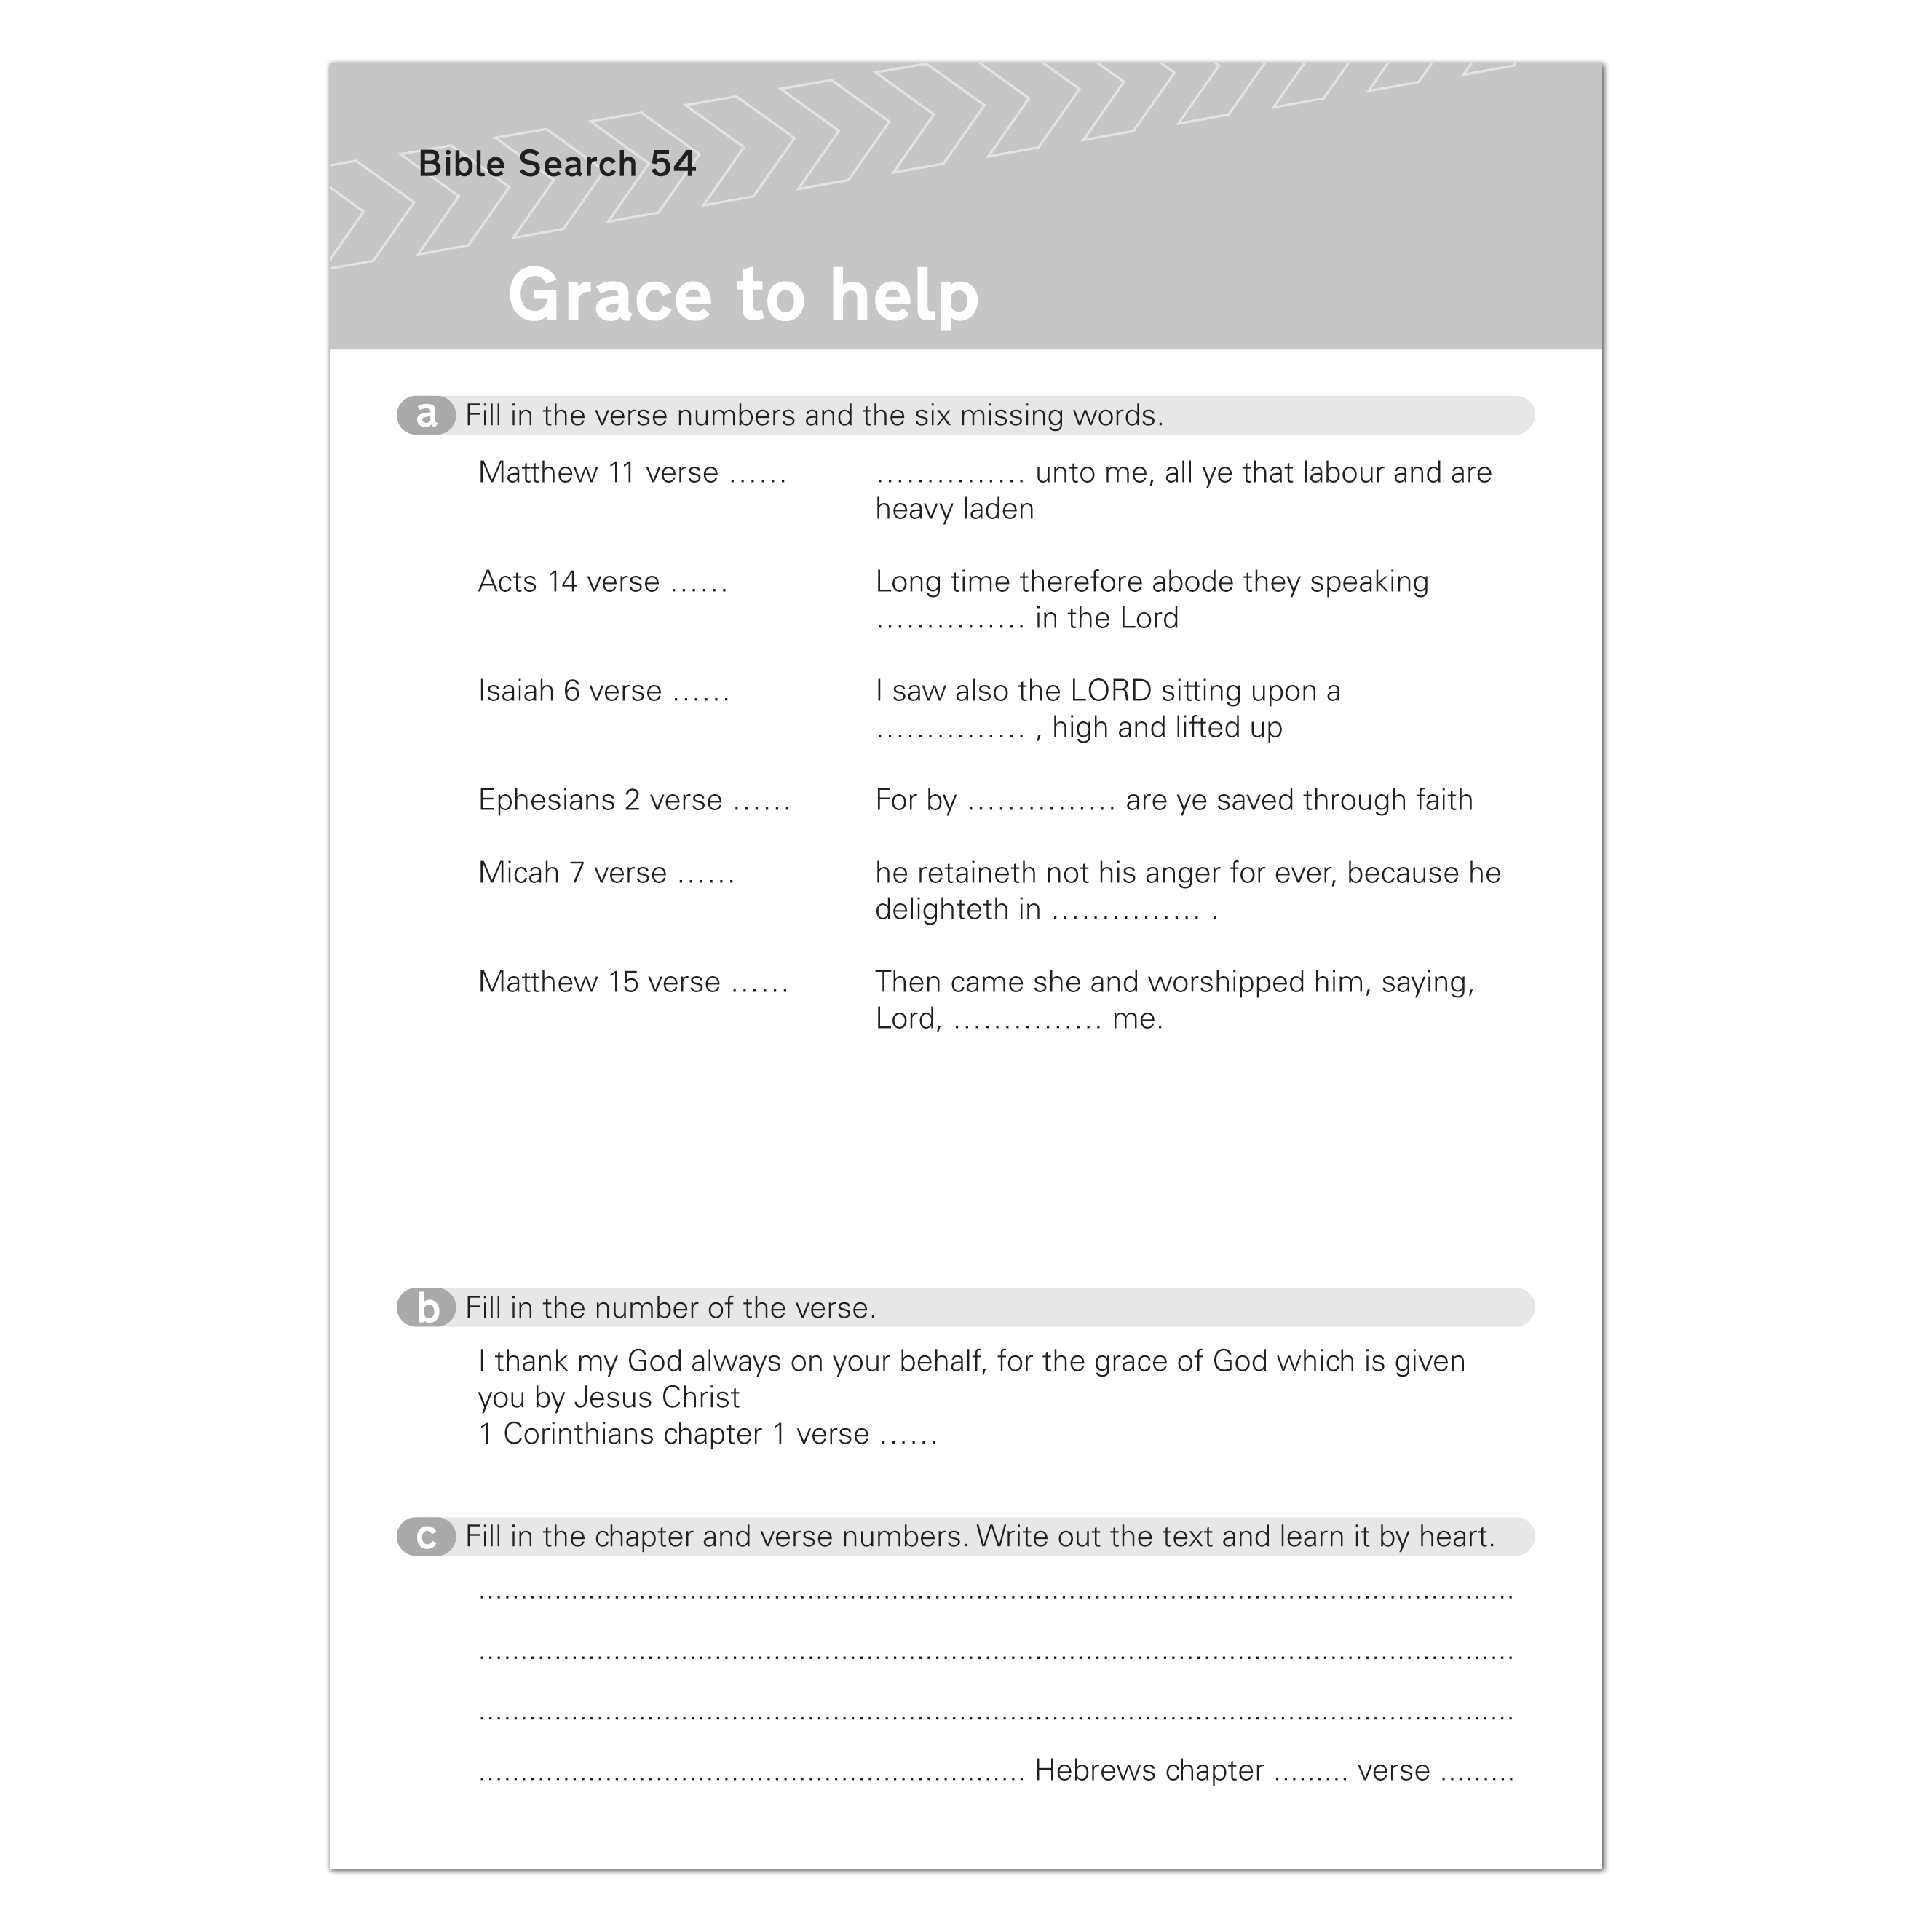 Bible Search 54
Grace to help
a Fill in the verse numbers and the six missing words.
Matthew 11 verse ...... ............... unto me, all ye that labour and are
heavy laden
Acts 14 verse ...... Long time therefore abode they speaking
............... in the Lord
Isaiah 6 verse ...... I saw also the LORD sitting upon a
............... , high and lifted up
Ephesians 2 verse ...... For by ............... are ye saved through faith
Micah 7 verse ...... he retaineth not his anger for ever, because he
delighteth in ............... .
Matthew 15 verse ...... Then came she and worshipped him, saying,
Lord, ............... me.
b Fill in the number of the verse.
I thank my God always on your behalf, for the grace of God which is given
you by Jesus Christ
1 Corinthians chapter 1 verse ......
c Fill in the chapter and verse numbers. Write out the text and learn it by heart.
Hebrews chapter ......... verse .........